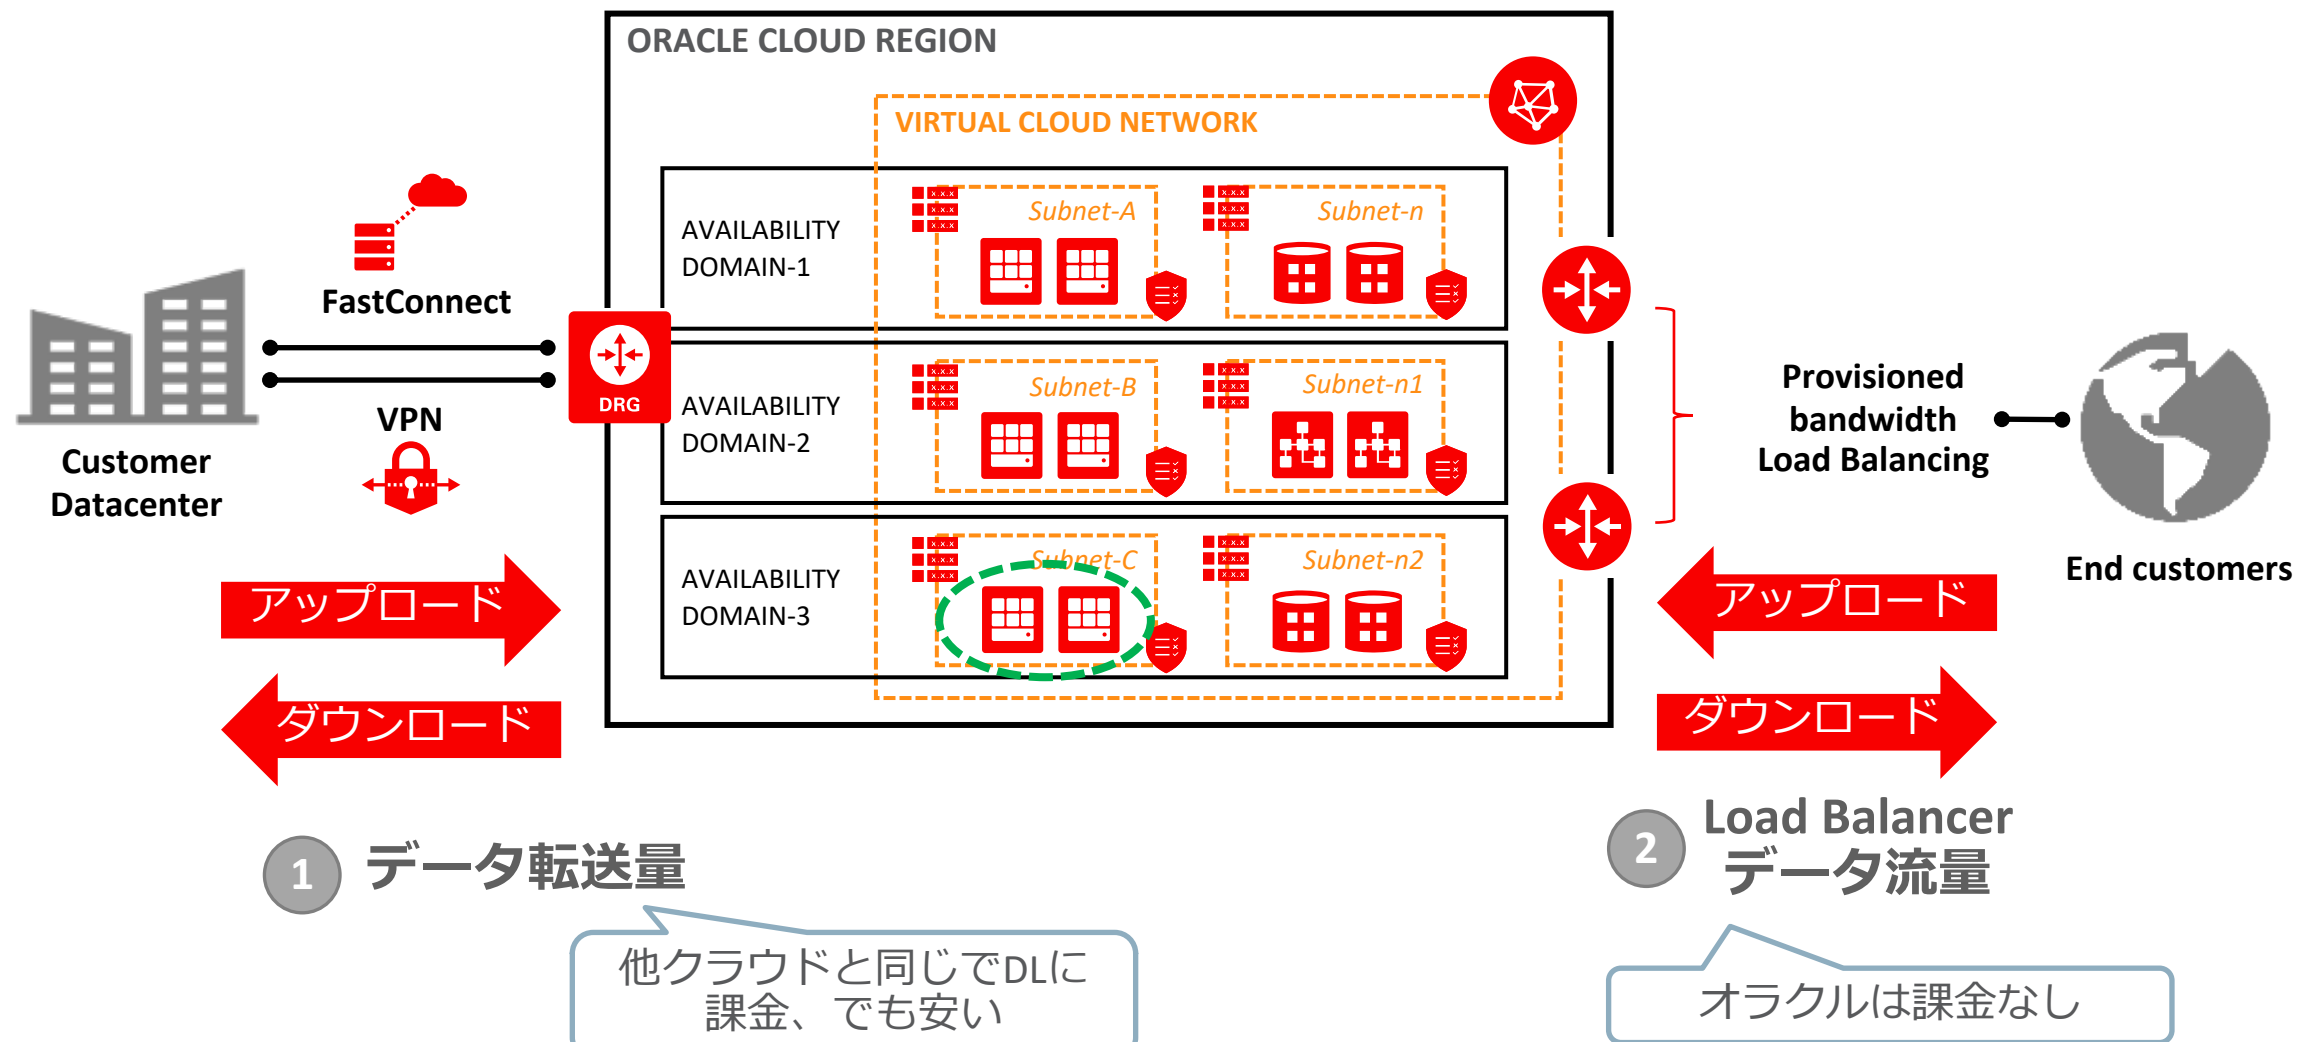 ORACLE CLOUD REGION
VIRTUAL CLOUD NETWORK
FastConnect
VPN
Customer
Datacenter
DRG
AVAILABILITY
DOMAIN-1
x.x.x
x.x.x
x.x.x
Subnet-A
x.x.x
x.x.x
x.x.x
Subnet-n
AVAILABILITY
DOMAIN-2
x.x.x
x.x.x
x.x.x
Subnet-B
x.x.x
x.x.x
x.x.x
Subnet-n1
AVAILABILITY
DOMAIN-3
x.x.x
x.x.x
x.x.x
Subnet-C
x.x.x
x.x.x
x.x.x
Subnet-n2
Provisioned
bandwidth
Load Balancing
End customers
アップロード
ダウンロード
アップロード
ダウンロード
1 データ転送量
他クラウドと同じでDLに
課金、でも安い
2 Load Balancer
データ流量
オラクルは課金なし